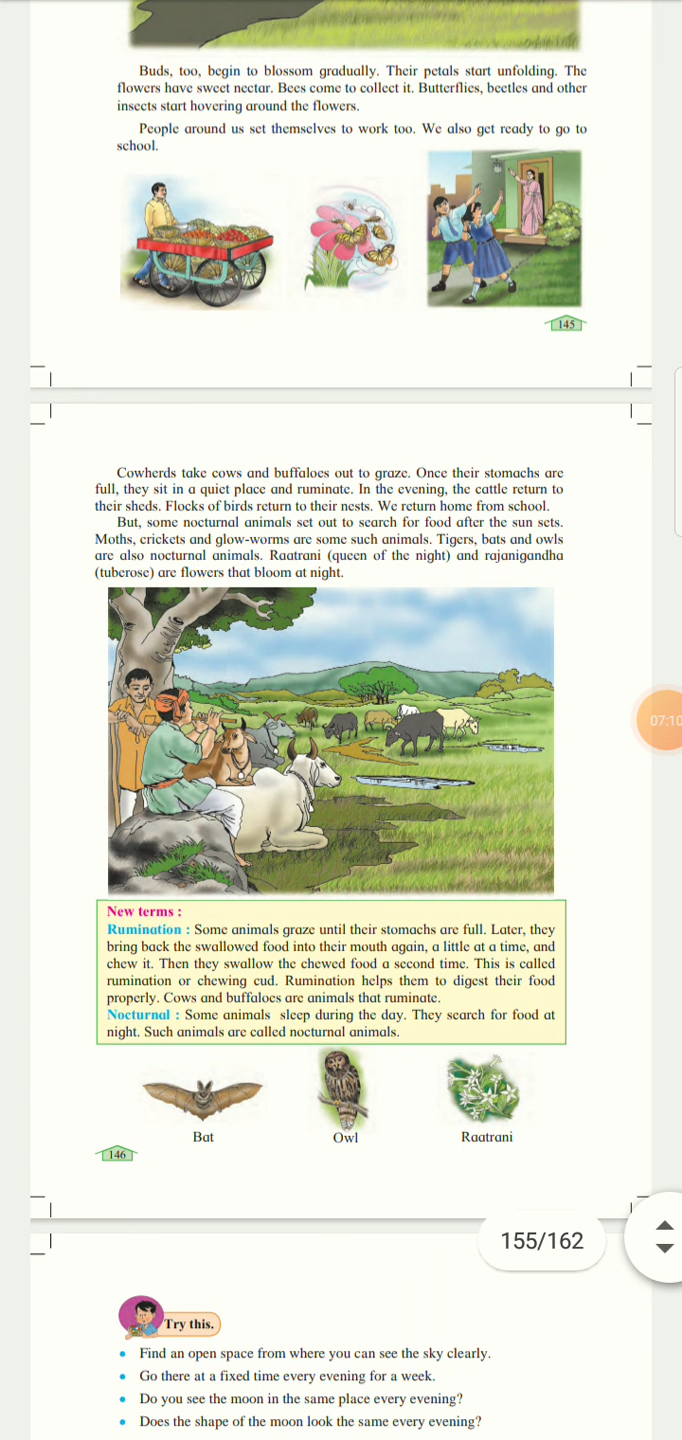 Buds, too, begin to blossom gradually. Their petals start unfolding. The
flowers have sweet nectar. Bees come to collect it. Butterflies, beetles and other
insects start hovering around the flowers.
People around us set themselves to work too. We also get ready to go to
school.
145
Cowherds take cows and buffaloes out to graze. Once their stomachs are
full, they sit in a quiet place and ruminate. In the evening, the cattle return to
their sheds. Flocks of birds return to their nests. We return home from school.
But, some nocturnal animals set out to search for food after the sun sets.
Moths, crickets and glow-worms are some such animals. Tigers, bats and owls
are also nocturnal animals. Raatrani (queen of the night) and rajanigandha
(tuberose) are flowers that bloom at night.
07:10
New terms :
Rumination : Some animals graze until their stomachs are full. Later, they
bring back the swallowed food into their mouth again, a little at a time, and
chew it. Then they swallow the chewed food a second time. This is called
rumination or chewing cud. Rumination helps them to digest their food
properly. Cows and buffaloes are animals that ruminate.
Nocturnal : Some animals sleep during the day. They search for food at
night. Such animals are called nocturnal animals.
Bat
Owl
Raatrani
146
155/162
Try this.
• Find an open space from where you can see the sky clearly.
• Go there at a fixed time every evening for a week.
• Do you see the moon in the same place every evening?
• Does the shape of the moon look the same every evening?